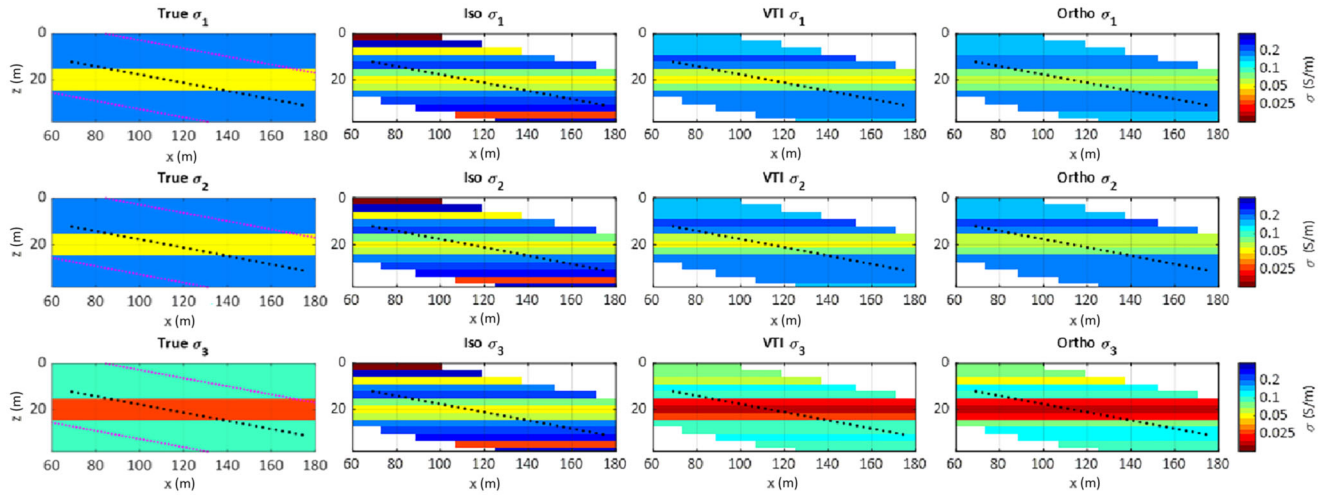 True σ1 Iso σ1 VTI σ1 Ortho σ1
0 0 0 0
z (m) 20 20 20 20
0.2 0.1 0.05 0.025 σ (S/m)
60 80 100 120 140 160 180 60 80 100 120 140 160 180 60 80 100 120 140 160 180 60 80 100 120 140 160 180
x (m) x (m) x (m) x (m)
True σ2 Iso σ2 VTI σ2 Ortho σ2
0 0 0 0
z (m) 20 20 20 20
0.2 0.1 0.05 0.025 σ (S/m)
60 80 100 120 140 160 180 60 80 100 120 140 160 180 60 80 100 120 140 160 180 60 80 100 120 140 160 180
x (m) x (m) x (m) x (m)
True σ3 Iso σ3 VTI σ3 Ortho σ3
0 0 0 0
z (m) 20 20 20 20
0.2 0.1 0.05 0.025 σ (S/m)
60 80 100 120 140 160 180 60 80 100 120 140 160 180 60 80 100 120 140 160 180 60 80 100 120 140 160 180
x (m) x (m) x (m) x (m)